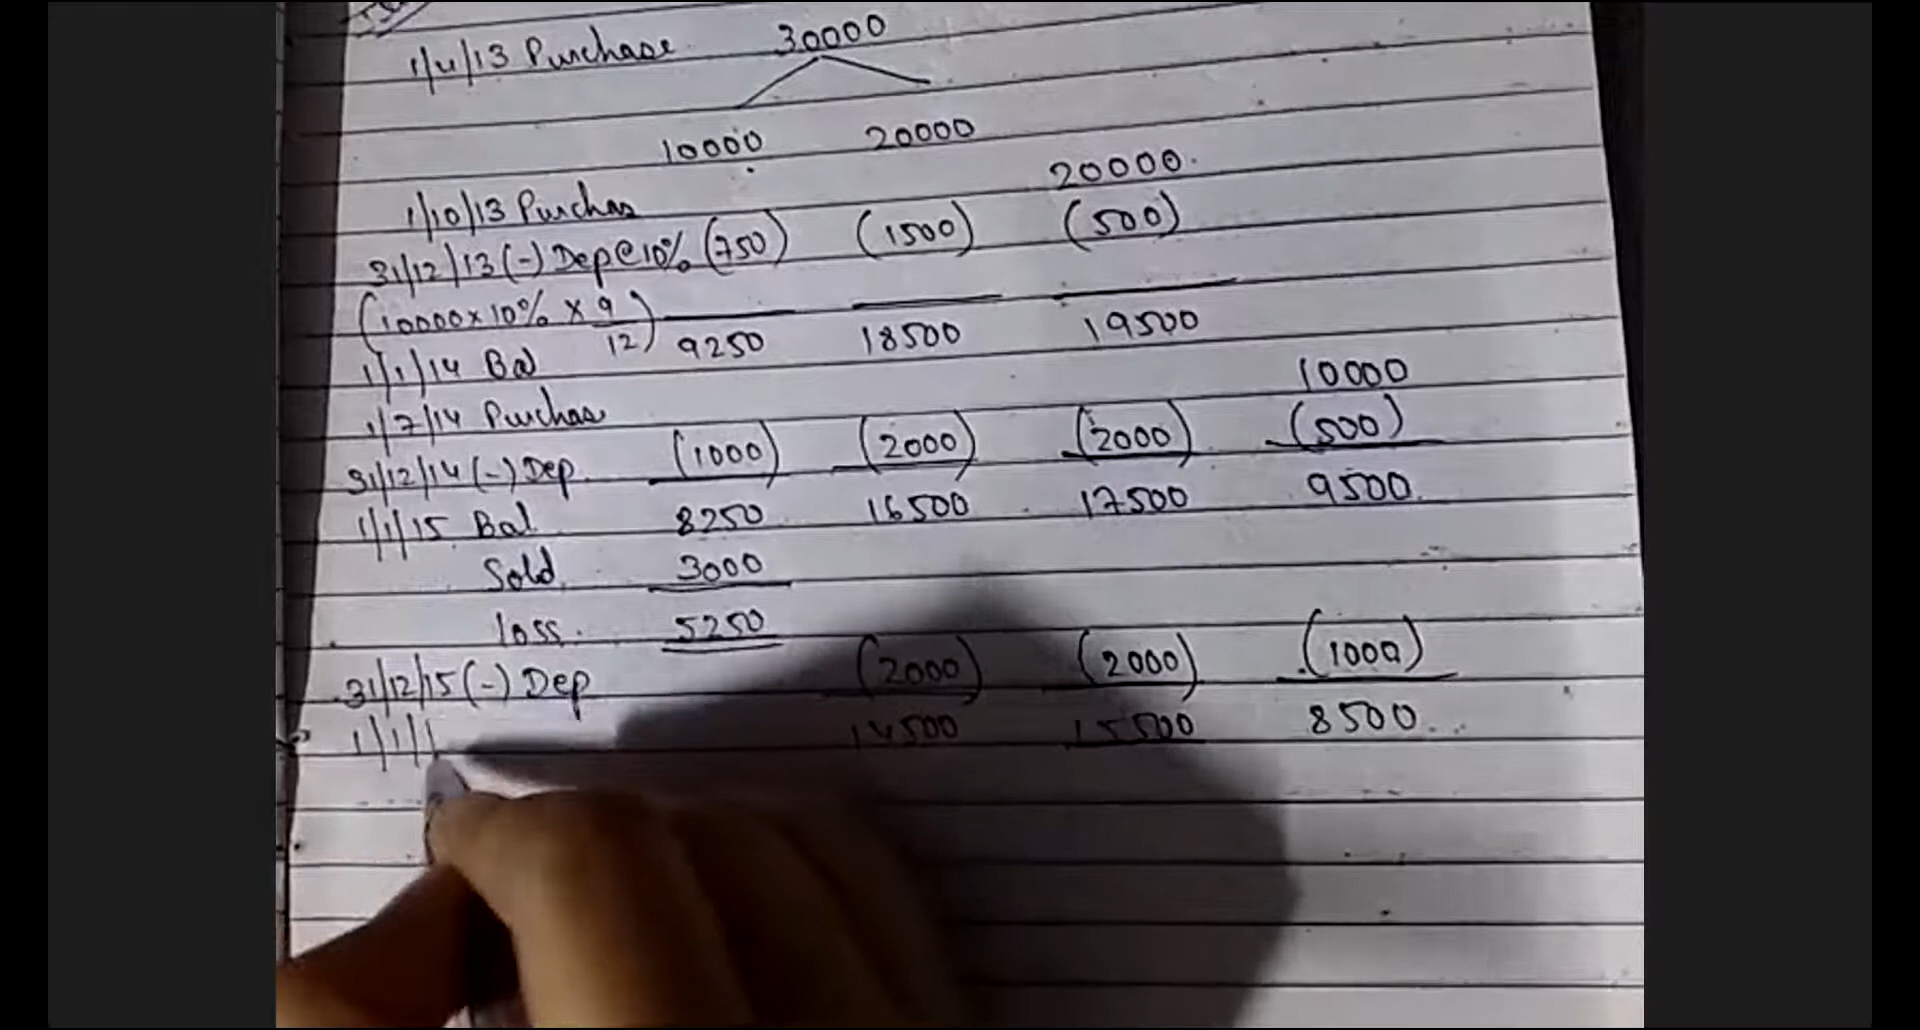 1/4/13 Purchase 30000
10000 20000
1/10/13 Purchas 20000.
31/12/13 (-) Dep@10% (750) (1500) (500)
(10000 x 10% x 9/12)
1/1/14 Bal 9250 18500 19500
1/7/14 Purchas 10000
31/12/14 (-) Dep. (1000) (2000) (2000) (500)
1/1/15 Bal 8250 16500 17500 9500
Sold 3000
loss. 5250
31/12/15 (-) Dep (2000) (2000) (1000)
1/1/1 14500 15500 8500